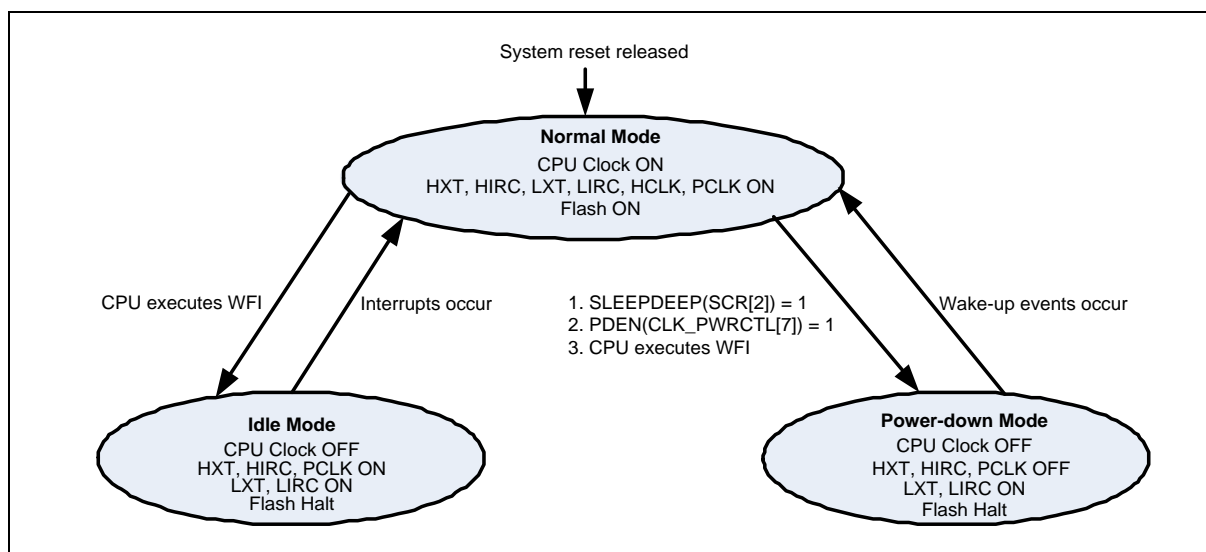 System reset released
Normal Mode
CPU Clock ON
HXT, HIRC, LXT, LIRC, HCLK, PCLK ON
Flash ON
CPU executes WFI
Interrupts occur
1. SLEEPDEEP(SCR[2]) = 1
2. PDEN(CLK_PWRCTL[7]) = 1
3. CPU executes WFI
Wake-up events occur
Idle Mode
CPU Clock OFF
HXT, HIRC, PCLK ON
LXT, LIRC ON
Flash Halt
Power-down Mode
CPU Clock OFF
HXT, HIRC, PCLK OFF
LXT, LIRC ON
Flash Halt